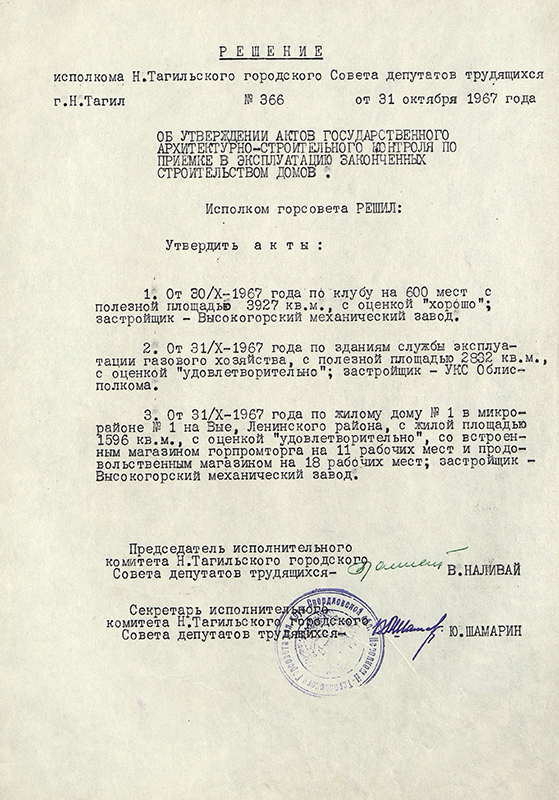 РЕШЕНИЕ
исполкома Н.Тагильского городского Совета депутатов трудящихся
г.Н.Тагил № 366 от 31 октября 1967 года
ОБ УТВЕРЖДЕНИИ АКТОВ ГОСУДАРСТВЕННОГО
АРХИТЕКТУРНО-СТРОИТЕЛЬНОГО КОНТРОЛЯ ПО
ПРИЕМКЕ В ЭКСПЛУАТАЦИЮ ЗАКОНЧЕННЫХ
СТРОИТЕЛЬСТВОМ ДОМОВ .
Исполком горсовета РЕШИЛ:
Утвердить а к т ы :
1. От 30/X-1967 года по клубу на 600 мест с
полезной площадью 3927 кв.м., с оценкой "хорошо";
застройщик - Высокогорский механический завод.
2. От 31/X-1967 года по зданиям службы эксплуа-
тации газового хозяйства, с полезной площадью 2832 кв.м.,
с оценкой "удовлетворительно"; застройщик - УКС Облис-
полкома.
3. От 31/X-1967 года по жилому дому № 1 в микро-
районе № 1 на Вые, Ленинского района, с жилой площадью
1596 кв.м., с оценкой "удовлетворительно", со встроен-
ным магазином горпромторга на 11 рабочих мест и продо-
вольственным магазином на 18 рабочих мест; застройщик -
Высокогорский механический завод.
Председатель исполнительного
комитета Н.Тагильского городского
Совета депутатов трудящихся- В.НАЛИВАЙ
Секретарь исполнительного
комитета Н.Тагильского городского
Совета депутатов трудящихся- Ю.ШАМАРИН